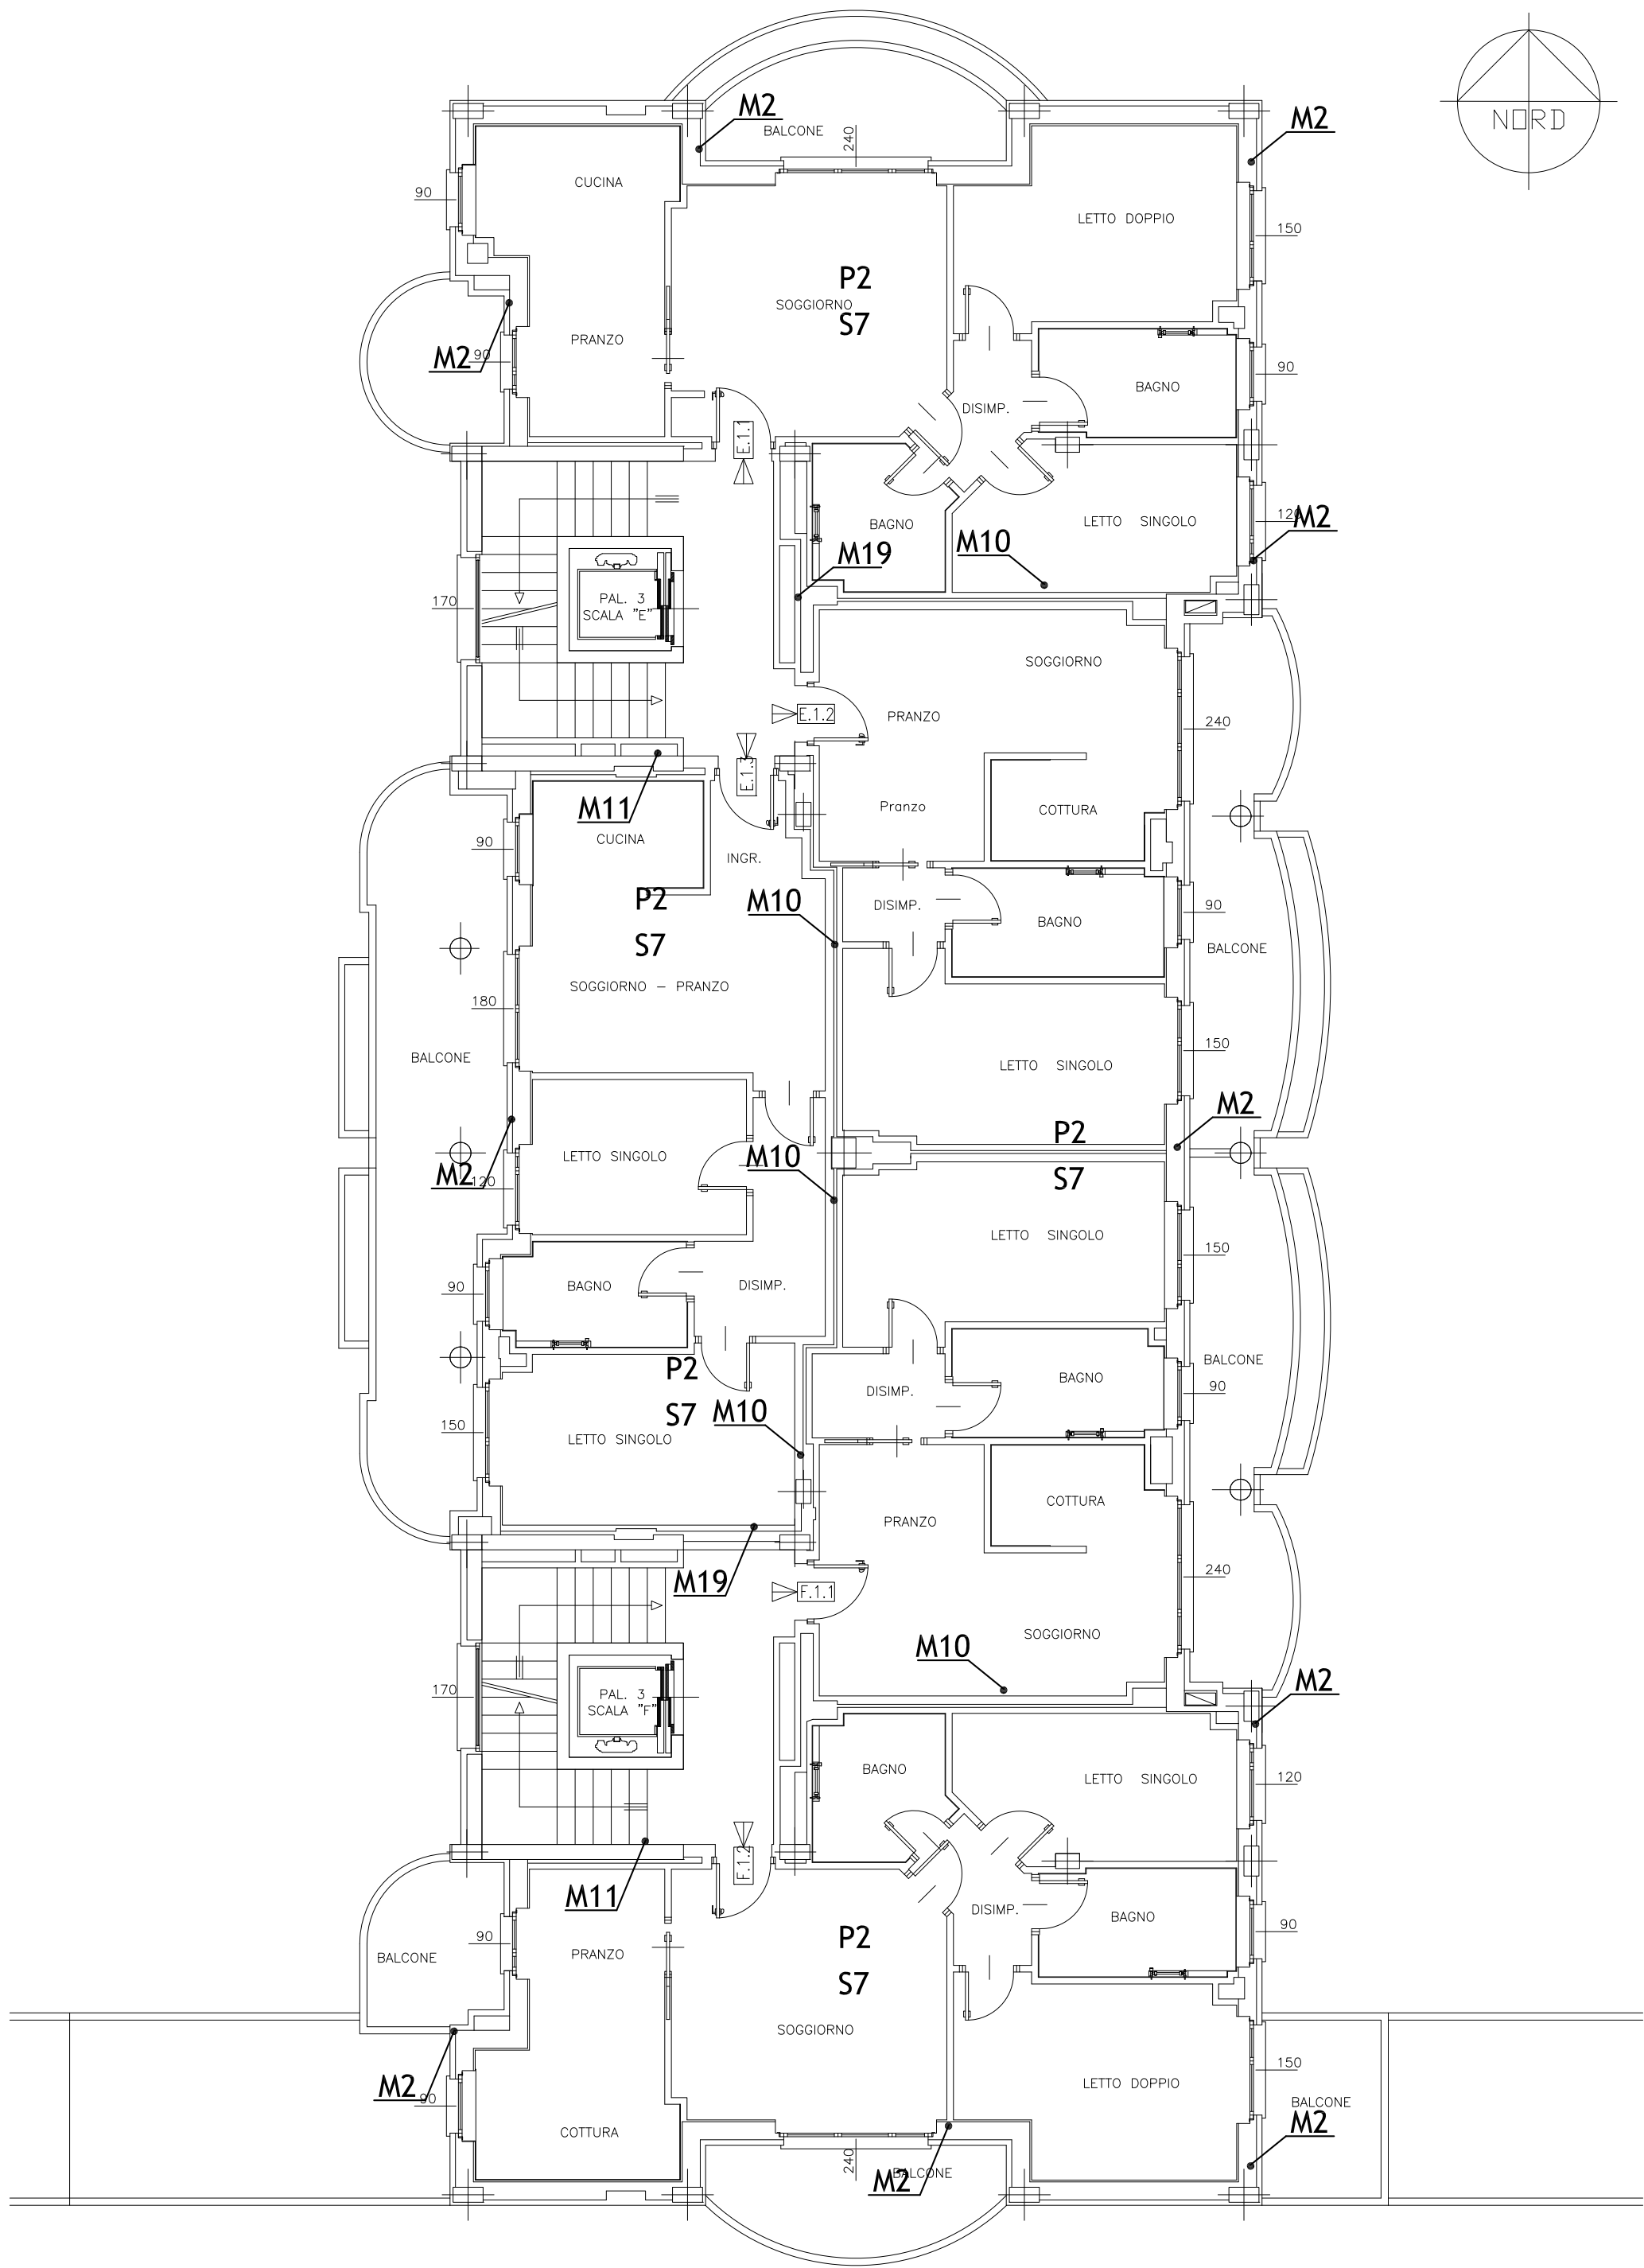 M2
BALCONE
240
M2
NORD
CUCINA
90
LETTO DOPPIO
150
P2
SOGGIORNO
S7
PRANZO
M2
90
90
BAGNO
DISIMP.
E.1.1
BAGNO
LETTO SINGOLO
120
M2
M19
M10
170
PAL. 3
SCALA "E"
SOGGIORNO
E.1.2
PRANZO
240
E.1.3
M11
Pranzo
COTTURA
CUCINA
90
INGR.
P2
M10
DISIMP.
BAGNO
90
S7
BALCONE
SOGGIORNO - PRANZO
180
BALCONE
150
LETTO SINGOLO
M2
P2
LETTO SINGOLO
M10
M2
120
S7
LETTO SINGOLO
150
90
BAGNO
DISIMP.
P2
BALCONE
BAGNO
DISIMP.
90
S7
M10
150
LETTO SINGOLO
COTTURA
PRANZO
M19
F.1.1
240
SOGGIORNO
M10
M2
170
PAL. 3
SCALA "F"
BAGNO
LETTO SINGOLO
120
F.1.2
M11
DISIMP.
BAGNO
90
P2
90
PRANZO
BALCONE
S7
SOGGIORNO
150
M2
90
LETTO DOPPIO
BALCONE
M2
COTTURA
240
BALCONE
M2